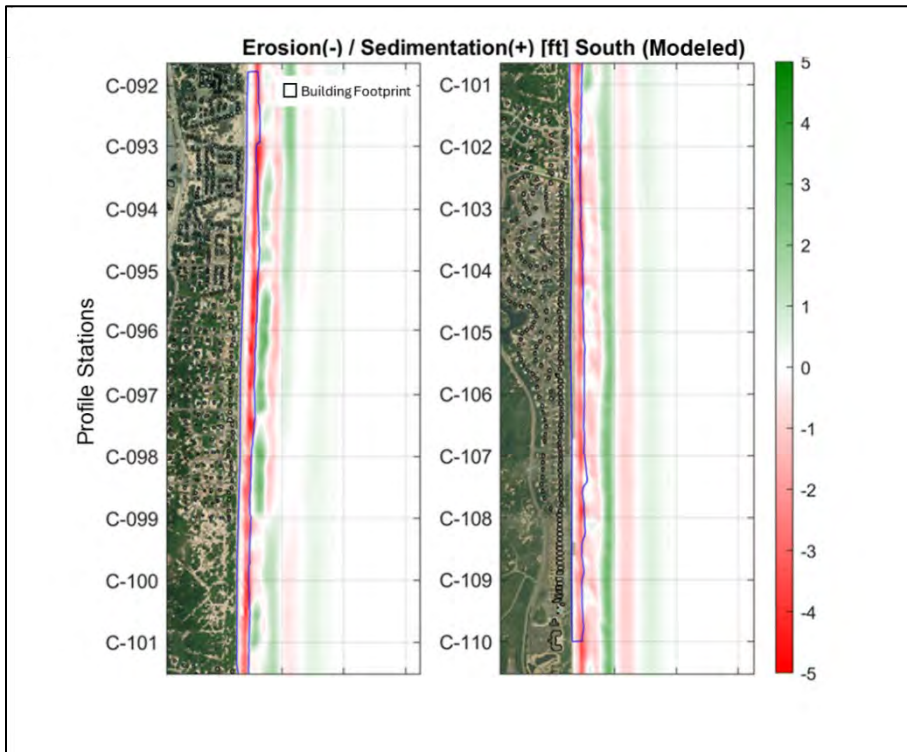 Erosion(-) / Sedimentation(+) [ft] South (Modeled)
Building Footprint
Profile Stations
C-092
C-093
C-094
C-095
C-096
C-097
C-098
C-099
C-100
C-101
C-101
C-102
C-103
C-104
C-105
C-106
C-107
C-108
C-109
C-110
5
4
3
2
1
0
-1
-2
-3
-4
-5